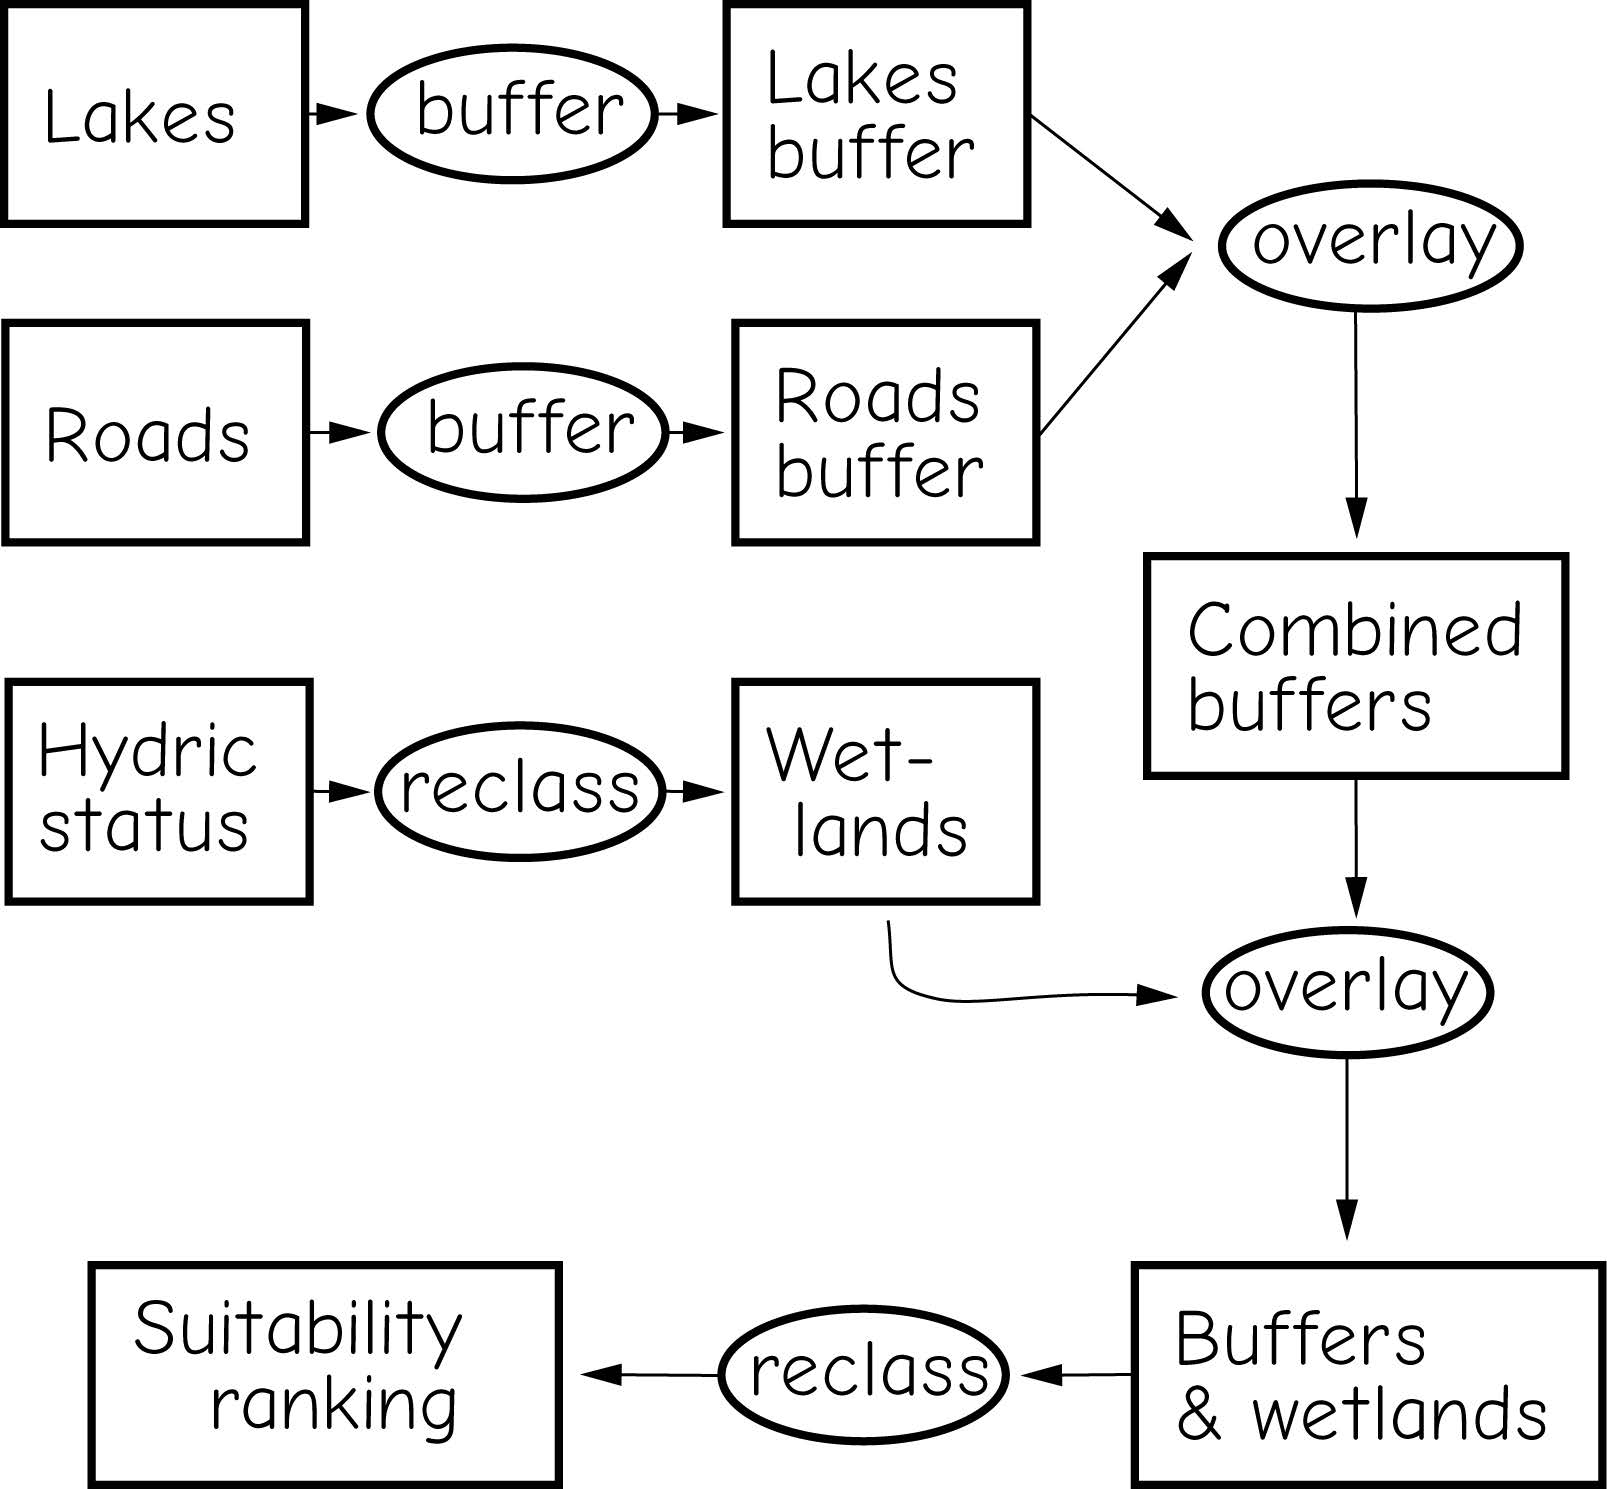 Lakes
buffer
Lakes
buffer
overlay
Roads
buffer
Roads
buffer
Combined
buffers
Hydric
status
reclass
Wet-
lands
overlay
Suitability
ranking
reclass
Buffers
& wetlands